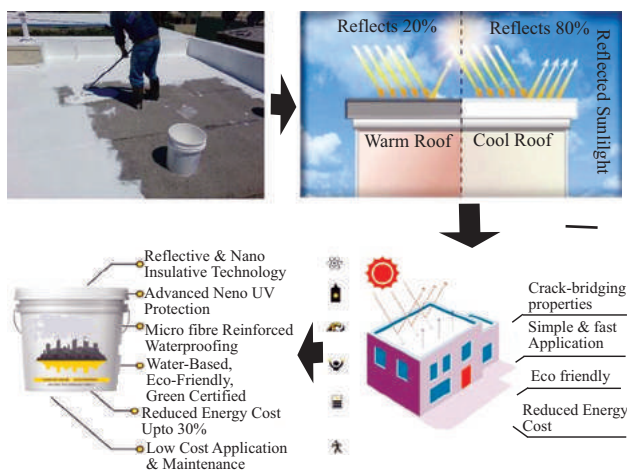 Reflects 20%
Reflects 80%
Reflected Sunlilght
Warm Roof
Cool Roof
Reflective & Nano
Insulative Technology
Advanced Neno UV
Protection
Micro fibre Reinforced
Waterproofing
Water-Based,
Eco-Friendly,
Green Certified
Reduced Energy Cost
Upto 30%
Low Cost Application
& Maintenance
Crack-bridging
properties
Simple & fast
Application
Eco friendly
Reduced Energy
Cost